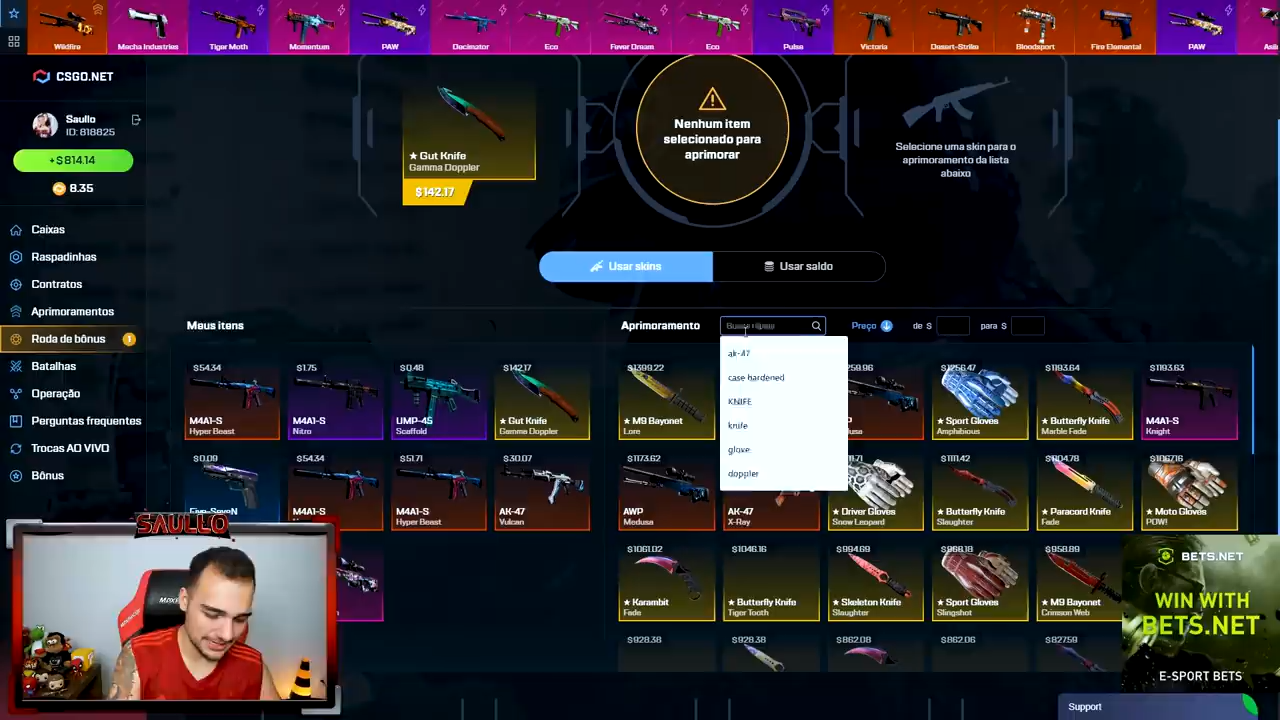 Wildfire
Mecha Industries
Tiger Moth
Momentum
PAW
Decimator
Eco
Fever Dream
Eco
Pulse
Victoria
Desert-Strike
Bloodsport
Fire Elemental
PAW
CSGO.NET
Saullo
ID: 818825
+$814.14
8.35
Caixas
Raspadinhas
Contratos
Aprimoramentos
Roda de bônus
1
Batalhas
Operação
Perguntas frequentes
Trocas AO VIVO
Bônus
★ Gut Knife
Gamma Doppler
$142.17
Nenhum item
selecionado para
aprimorar
Selecione uma skin para o
aprimoramento da lista
abaixo
Usar skins
Usar saldo
Meus itens
Aprimoramento
Preço
de $
para $
ak-47
case hardened
KNIFE
knife
glove
doppler
$54.34
M4A1-S
Hyper Beast
$1.75
M4A1-S
Nitro
$0.48
UMP-45
Scaffold
$142.17
★ Gut Knife
Gamma Doppler
$1399.22
★ M9 Bayonet
Lore
$1256.47
★ Sport Gloves
Amphibious
$1193.64
★ Butterfly Knife
Marble Fade
$1193.63
M4A1-S
Knight
$0.09
Five-SeveN
$54.34
M4A1-S
$51.71
M4A1-S
Hyper Beast
$30.07
AK-47
Vulcan
$1173.62
AWP
Medusa
AK-47
X-Ray
★ Driver Gloves
Snow Leopard
$1111.42
★ Butterfly Knife
Slaughter
$1104.78
★ Paracord Knife
Fade
$1067.16
★ Moto Gloves
POW!
$1061.02
★ Karambit
Fade
$1046.16
★ Butterfly Knife
Tiger Tooth
$994.69
★ Skeleton Knife
Slaughter
$968.18
★ Sport Gloves
Slingshot
$958.89
★ M9 Bayonet
Crimson Web
$928.38
$928.38
$862.08
$862.06
$827.59
SAULLO
BETS.NET
WIN WITH
BETS.NET
E-SPORT BETS
Support